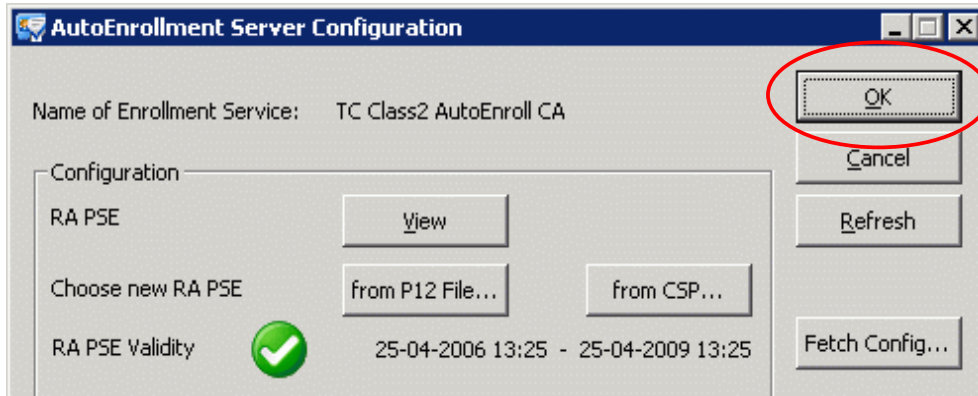 AutoEnrollment Server Configuration
Name of Enrollment Service: TC Class2 AutoEnroll CA
OK
Cancel
Configuration
RA PSE View
Refresh
Choose new RA PSE from P12 File... from CSP...
RA PSE Validity 25-04-2006 13:25 - 25-04-2009 13:25
Fetch Config...